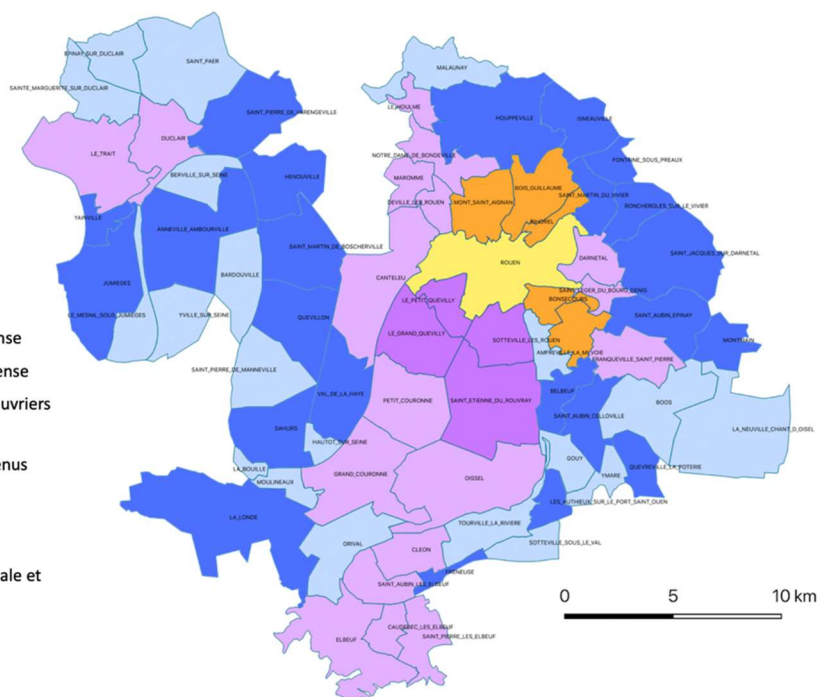 EPINAY_SUR_DUCLAIR
SAINT_PAER
SAINTE_MARGUERITE_SUR_DUCLAIR
SAINT_PIERRE_DE_VARENGEVILLE
DUCLAIR
LE_TRAIT
BERVILLE_SUR_SEINE
HENOUVILLE
YAINVILLE
ANNEVILLE_AMBOURVILLE
SAINT_MARTIN_DE_BOSCHERVILLE
BARDOUVILLE
JUMIEGES
LE_MESNIL_SOUS_JUMIEGES
YVILLE_SUR_SEINE
QUEVILLON
SAINT_PIERRE_DE_MANNEVILLE
VAL_DE_LA_HAYE
SAHURS
HAUTOT_SUR_SEINE
LA_BOUILLE
MOULINEAUX
LA_LONDE
MALAUNAY
LE_HOULME
HOUPPEVILLE
ISNEAUVILLE
NOTRE_DAME_DE_BONDEVILLE
FONTAINE_SOUS_PREAUX
MAROMME
BOIS_GUILLAUME
SAINT_MARTIN_DU_VIVIER
DEVILLE_LES_ROUEN
MONT_SAINT_AIGNAN
RONCHEROLES_SUR_LE_VIVIER
BIHOREL
SAINT_JACQUES_SUR_DARNETAL
DARNETAL
ROUEN
CANTELEU
SAINT_LEGER_DU_BOURG_DENIS
BONSECOURS
LE_PETIT_QUEVILLY
SAINT_AUBIN_EPINAY
LE_GRAND_QUEVILLY
SOTTEVILLE_LES_ROUEN
MONTMAIN
AMFREVILLE_LA_MIVOIE
FRANQUEVILLE_SAINT_PIERRE
BELBEUF
PETIT_COURONNE
SAINT_ETIENNE_DU_ROUVRAY
BOOS
SAINT_AUBIN_CELLOVILLE
LA_NEUVILLE_CHANT_D_OISEL
GOUY
QUEVREVILLE_LA_POTERIE
YMARE
GRAND_COURONNE
OISSEL
LES_AUTHIEUX_SUR_LE_PORT_SAINT_OUEN
TOURVILLE_LA_RIVIERE
SOTTEVILLE_SOUS_LE_VAL
ORIVAL
CLEON
FRENEUSE
SAINT_AUBIN_LES_ELBEUF
CAUDEBEC_LES_ELBEUF
ELBEUF
SAINT_PIERRE_LES_ELBEUF
nse
ense
uvriers
enus
ale et
0 5 10 km